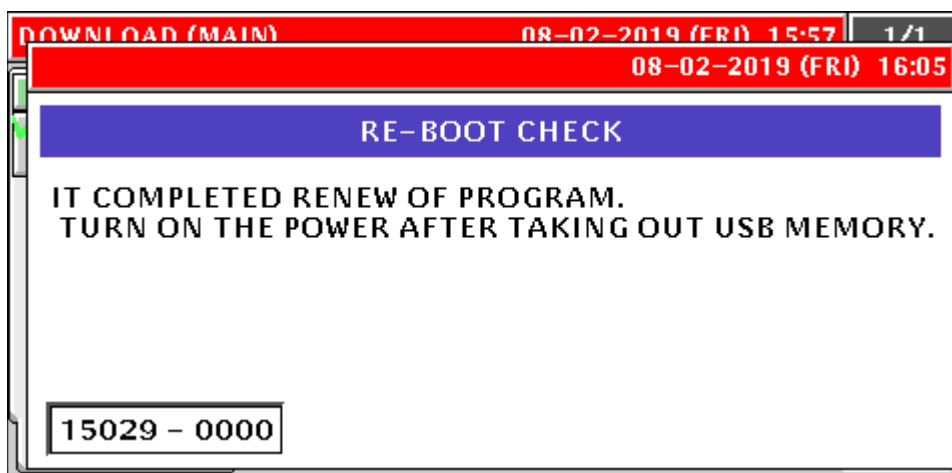 DOWNLOAD (MAIN) 08-02-2019 (FRI) 15:57 1/1
08-02-2019 (FRI) 16:05
RE-BOOT CHECK
IT COMPLETED RENEW OF PROGRAM.
TURN ON THE POWER AFTER TAKING OUT USB MEMORY.
15029 - 0000